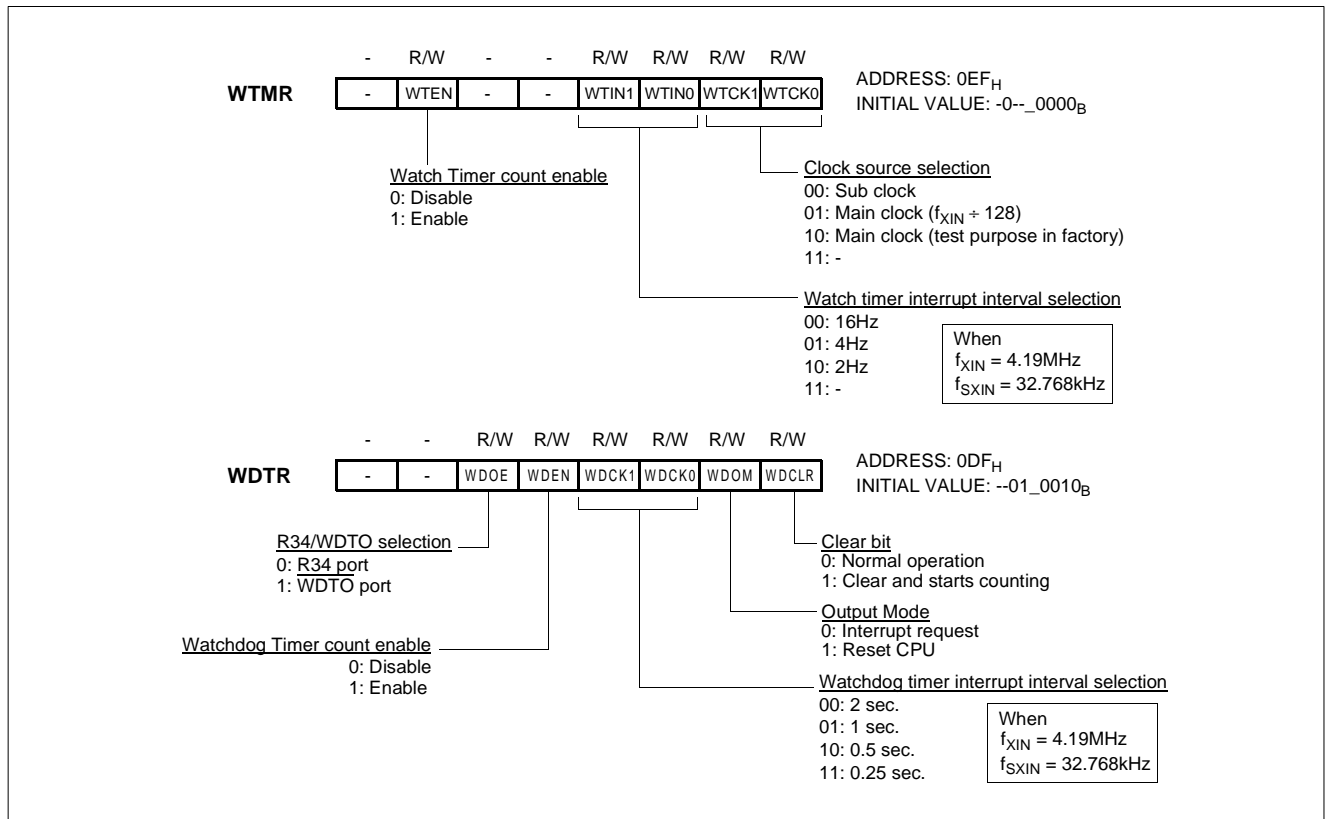 - R/W - - R/W R/W R/W R/W
WTMR
- WTEN - - WTIN1 WTIN0 WTCK1 WTCK0
ADDRESS: 0EFH
INITIAL VALUE: -0--_0000B
Watch Timer count enable
0: Disable
1: Enable
Clock source selection
00: Sub clock
01: Main clock (fXIN ÷ 128)
10: Main clock (test purpose in factory)
11: -
Watch timer interrupt interval selection
00: 16Hz
01: 4Hz
10: 2Hz
11: -
When
fXIN = 4.19MHz
fSXIN = 32.768kHz
- - R/W R/W R/W R/W R/W R/W
WDTR
- - WDOE WDEN WDCK1 WDCK0 WDOM WDCLR
ADDRESS: 0DFH
INITIAL VALUE: --01_0010B
R34/WDTO selection
0: R34 port
1: WDTO port
Watchdog Timer count enable
0: Disable
1: Enable
Clear bit
0: Normal operation
1: Clear and starts counting
Output Mode
0: Interrupt request
1: Reset CPU
Watchdog timer interrupt interval selection
00: 2 sec.
01: 1 sec.
10: 0.5 sec.
11: 0.25 sec.
When
fXIN = 4.19MHz
fSXIN = 32.768kHz